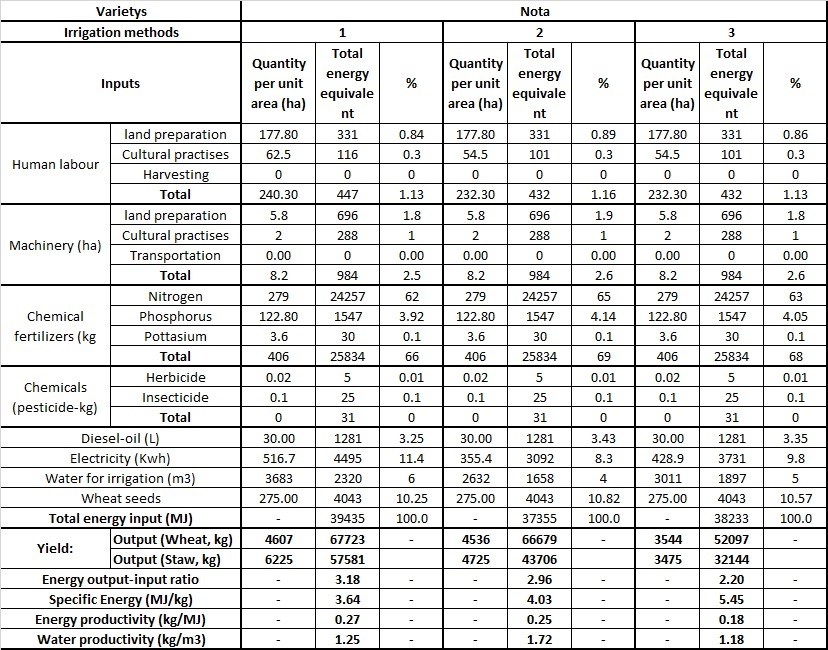 Varietys Nota
Irrigation methods 1 2 3
Inputs Quantity per unit area (ha) Total energy equivale nt % Quantity per unit area (ha) Total energy equivale nt % Quantity per unit area (ha) Total energy equivale nt %
Human labour land preparation 177.80 331 0.84 177.80 331 0.89 177.80 331 0.86
Cultural practises 62.5 116 0.3 54.5 101 0.3 54.5 101 0.3
Harvesting 0 0 0 0 0 0 0 0 0
Total 240.30 447 1.13 232.30 432 1.16 232.30 432 1.13
Machinery (ha) land preparation 5.8 696 1.8 5.8 696 1.9 5.8 696 1.8
Cultural practises 2 288 1 2 288 1 2 288 1
Transportation 0.00 0 0.00 0.00 0 0.00 0.00 0 0.00
Total 8.2 984 2.5 8.2 984 2.6 8.2 984 2.6
Chemical fertilizers (kg Nitrogen 279 24257 62 279 24257 65 279 24257 63
Phosphorus 122.80 1547 3.92 122.80 1547 4.14 122.80 1547 4.05
Pottasium 3.6 30 0.1 3.6 30 0.1 3.6 30 0.1
Total 406 25834 66 406 25834 69 406 25834 68
Chemicals (pesticide-kg) Herbicide 0.02 5 0.01 0.02 5 0.01 0.02 5 0.01
Insecticide 0.1 25 0.1 0.1 25 0.1 0.1 25 0.1
Total 0 31 0 0 31 0 0 31 0
Diesel-oil (L) 30.00 1281 3.25 30.00 1281 3.43 30.00 1281 3.35
Electricity (Kwh) 516.7 4495 11.4 355.4 3092 8.3 428.9 3731 9.8
Water for irrigation (m3) 3683 2320 6 2632 1658 4 3011 1897 5
Wheat seeds 275.00 4043 10.25 275.00 4043 10.82 275.00 4043 10.57
Total energy input (MJ) - 39435 100.0 - 37355 100.0 - 38233 100.0
Yield: Output (Wheat, kg) 4607 67723 - 4536 66679 3544 52097 -
Output (Staw, kg) 6225 57581 - 4725 43706 3475 32144 -
Energy output-input ratio - 3.18 - - 2.96 - - 2.20 -
Specific Energy (MJ/kg) - 3.64 - - 4.03 - - 5.45 -
Energy productivity (kg/MJ) - 0.27 - - 0.25 - - 0.18 -
Water productivity (kg/m3) - 1.25 - - 1.72 - - 1.18 -